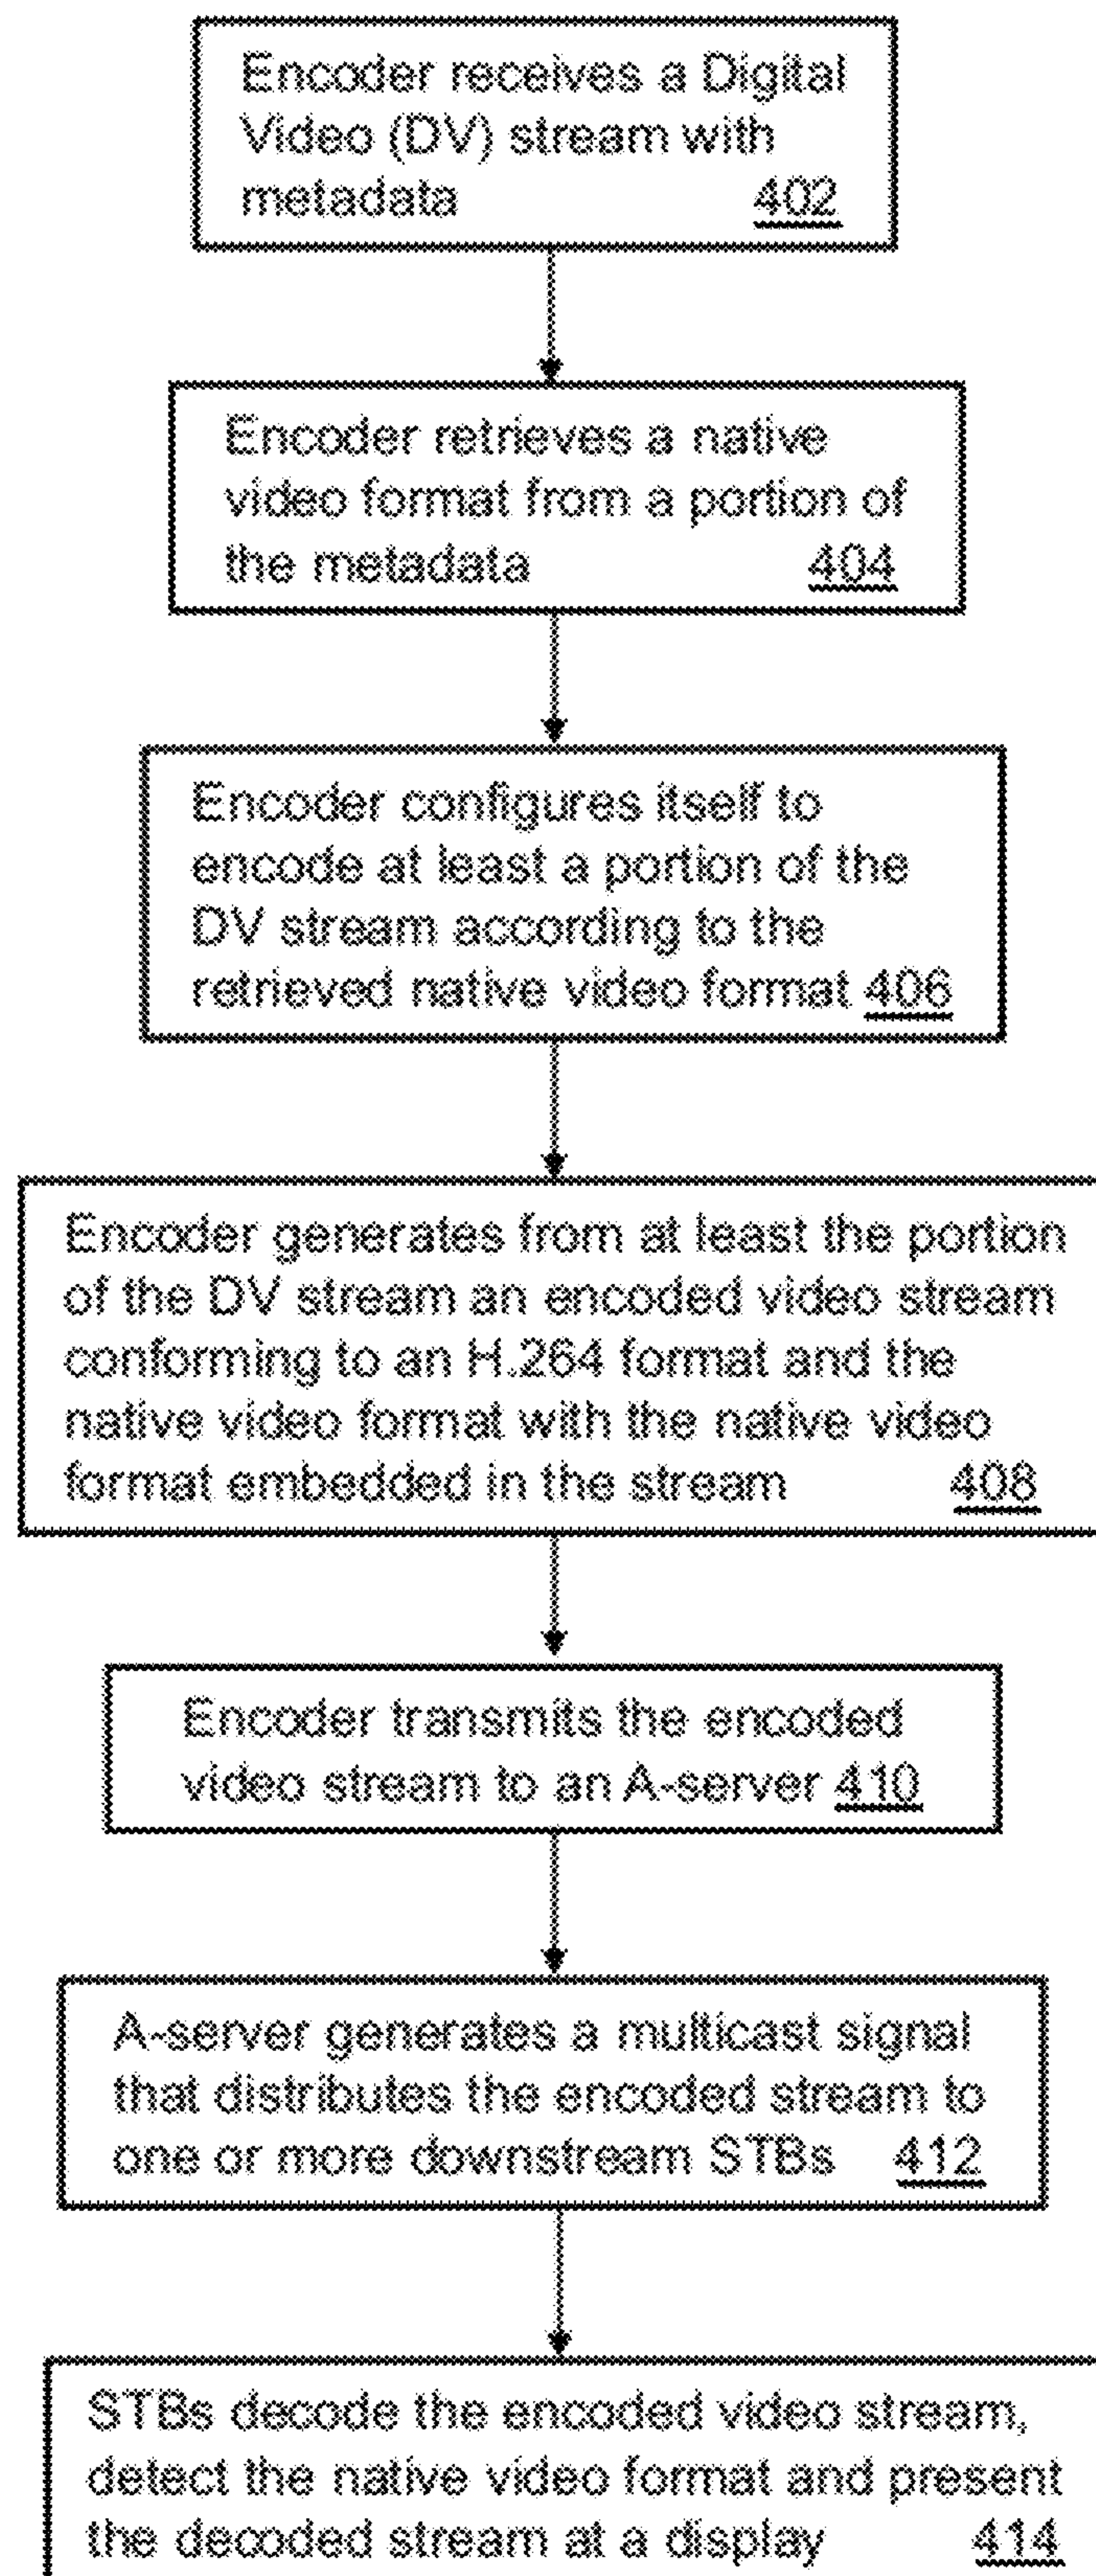 Encoder receives a Digital
Video (DV) stream with
metadata 402
Encoder retrieves a native
video format from a portion of
the metadata 404
Encoder configures itself to
encode at least a portion of the
DV stream according to the
retrieved native video format 406
Encoder generates from at least the portion
of the DV stream an encoded video stream
conforming to an H.264 format and the
native video format with the native video
format embedded in the stream 408
Encoder transmits the encoded
video stream to an A-server 410
A-server generates a multicast signal
that distributes the encoded stream to
one or more downstream STBs 412
STBs decode the encoded video stream,
detect the native video format and present
the decoded stream at a display 414